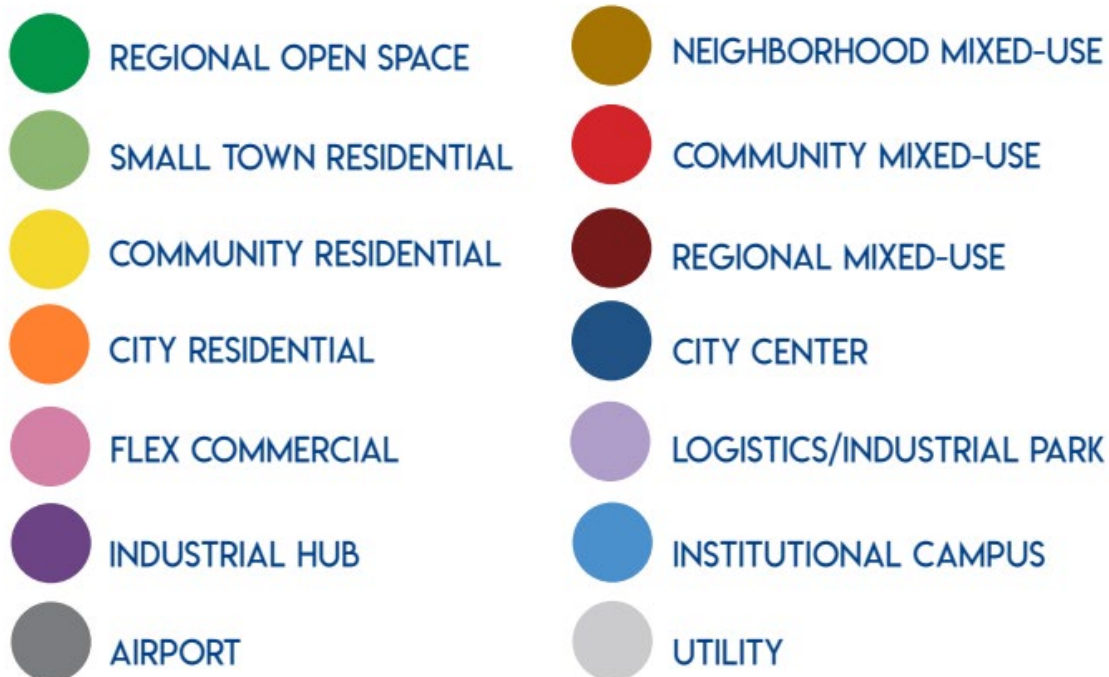 REGIONAL OPEN SPACE
SMALL TOWN RESIDENTIAL
COMMUNITY RESIDENTIAL
CITY RESIDENTIAL
FLEX COMMERCIAL
INDUSTRIAL HUB
AIRPORT
NEIGHBORHOOD MIXED-USE
COMMUNITY MIXED-USE
REGIONAL MIXED-USE
CITY CENTER
LOGISTICS/INDUSTRIAL PARK
INSTITUTIONAL CAMPUS
UTILITY